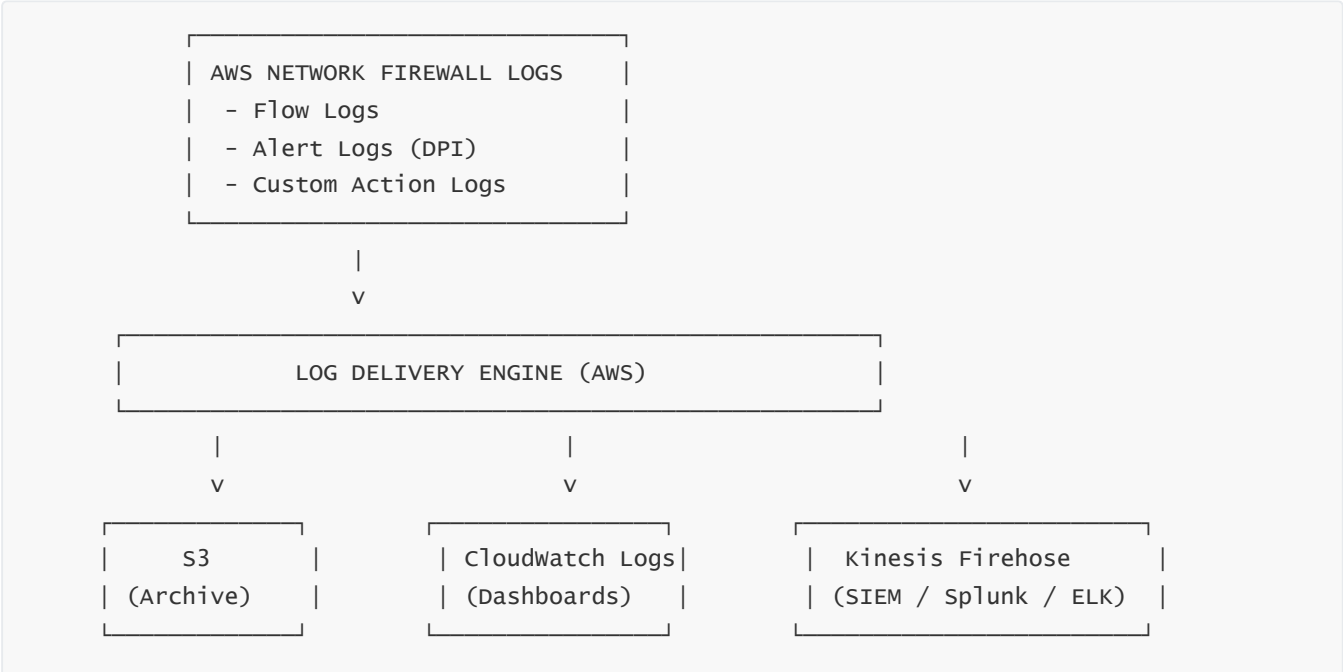 AWS NETWORK FIREWALL LOGS
- Flow Logs
- Alert Logs (DPI)
- Custom Action Logs
v
LOG DELIVERY ENGINE (AWS)
v v v
S3 CloudWatch Logs Kinesis Firehose
(Archive) (Dashboards) (SIEM / Splunk / ELK)